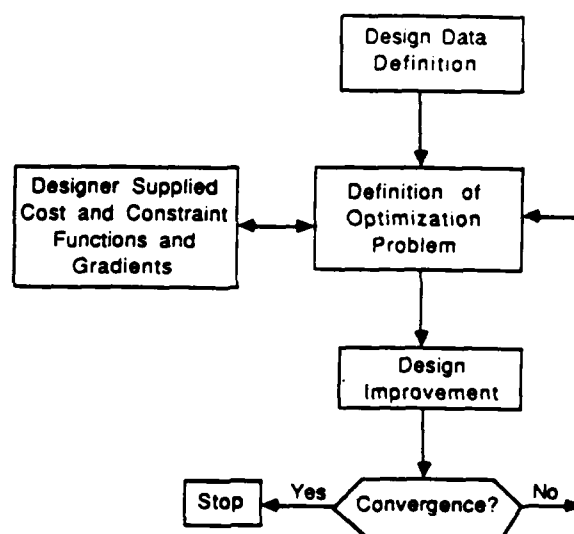 Design Data
Definition
Designer Supplied
Cost and Constraint
Functions and
Gradients
Definition of
Optimization
Problem
Design
Improvement
Stop
Yes
Convergence?
No